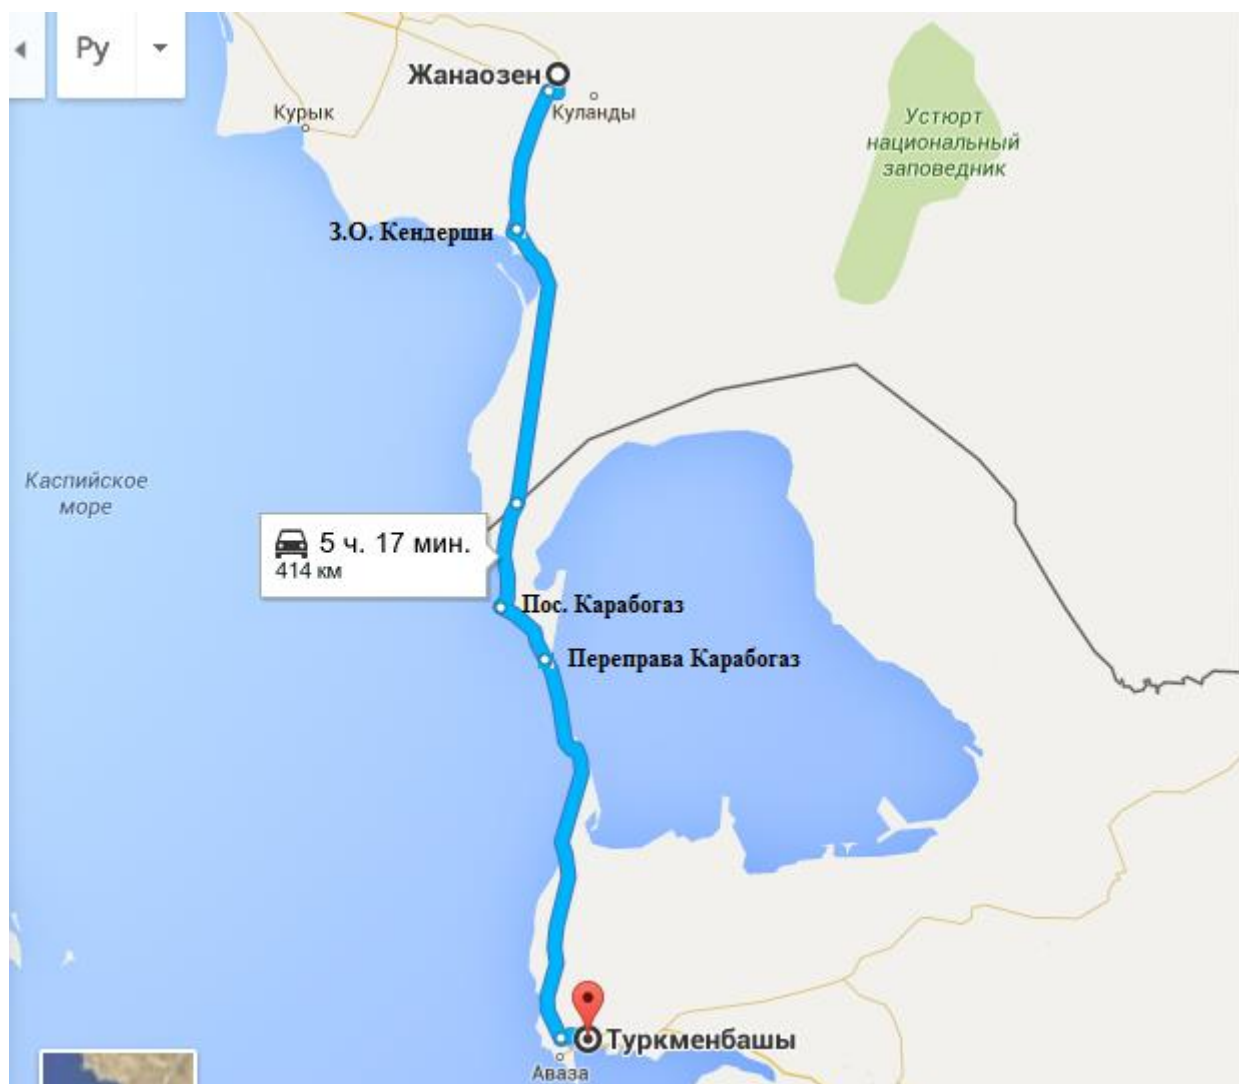 Ру
Жанаозен
Курык
Куланды
Устюрт
национальный
заповедник
З.О. Кендерши
Каспийское
море
5 ч. 17 мин.
414 км
Пос. Карабогаз
Переправа Карабогаз
Туркменбашы
Аваза